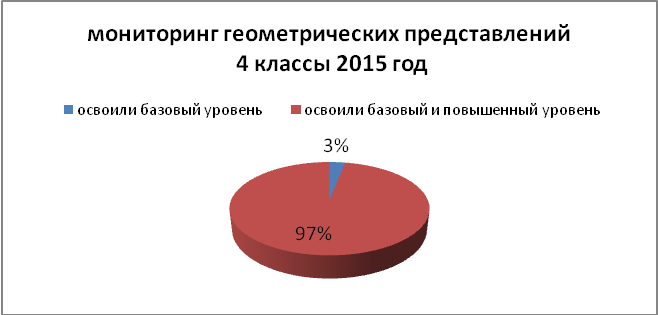 мониторинг геометрических представлений
4 классы 2015 год
освоили базовый уровень освоили базовый и повышенный уровень
3%
97%